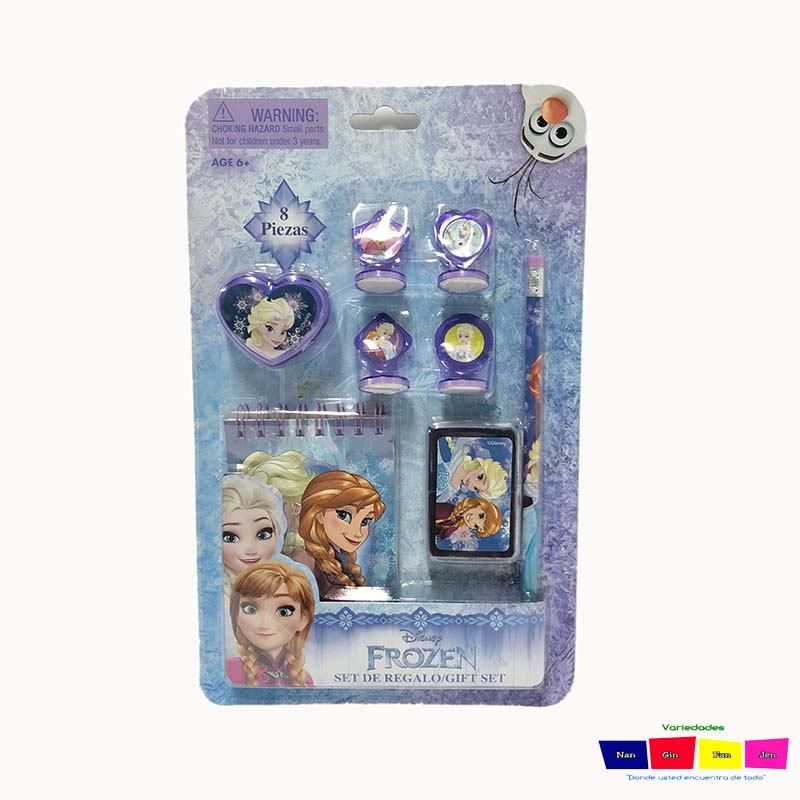 WARNING:
CHOKING HAZARD Small parts.
Not for children under 3 years.
AGE 6+
8
Piezas
©Disney
Disney
FROZEN
SET DE REGALO/GIFT SET
Variedades
Nan Gin Fan Jen
"Donde usted encuentra de todo"